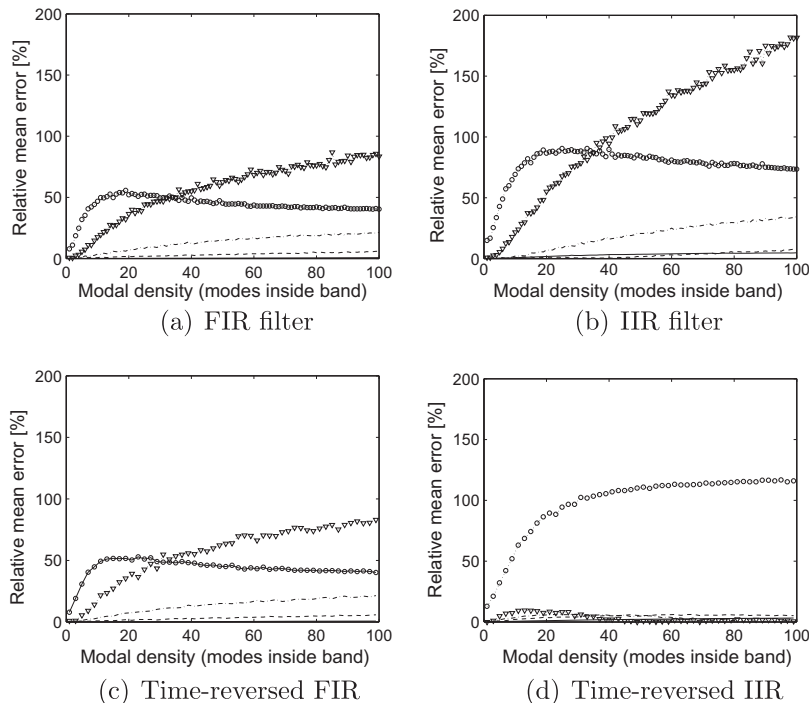 200
150
100
50
0
Relative mean error [%]
0 20 40 60 80 100
Modal density (modes inside band)
(a) FIR filter
200
150
100
50
0
Relative mean error [%]
0 20 40 60 80 100
Modal density (modes inside band)
(b) IIR filter
200
150
100
50
0
Relative mean error [%]
0 20 40 60 80 100
Modal density (modes inside band)
(c) Time-reversed FIR
200
150
100
50
0
Relative mean error [%]
0 20 40 60 80 100
Modal density (modes inside band)
(d) Time-reversed IIR